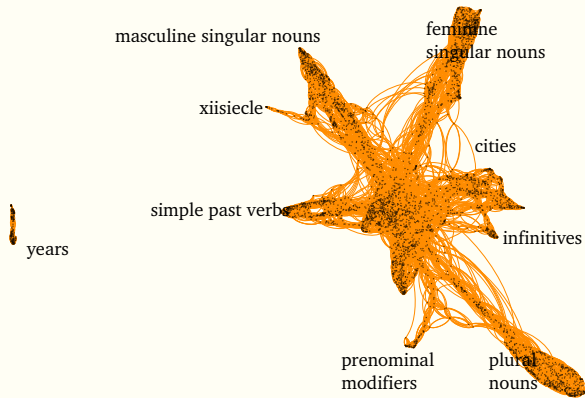 feminine
singular nouns
masculine singular nouns
xiisiecle
cities
simple past verbs
infinitives
years
prenominal
modifiers
plural
nouns